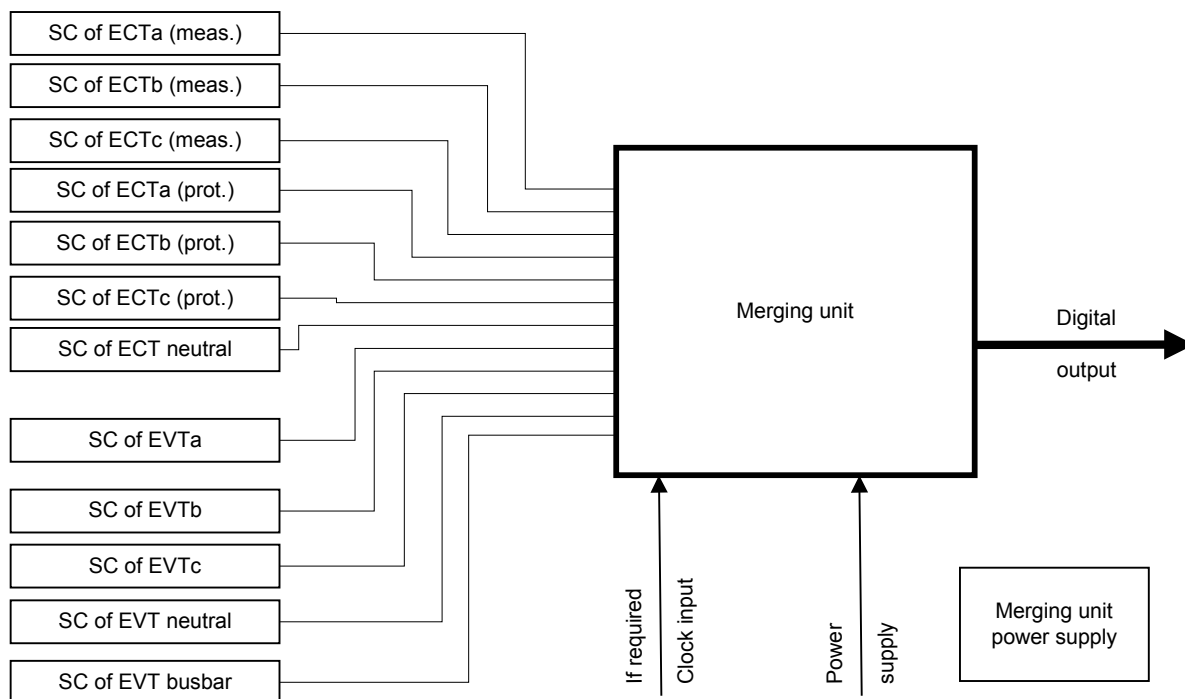 SC of ECTa (meas.)
SC of ECTb (meas.)
SC of ECTc (meas.)
SC of ECTa (prot.)
SC of ECTb (prot.)
SC of ECTc (prot.)
SC of ECT neutral
SC of EVTa
SC of EVTb
SC of EVTc
SC of EVT neutral
SC of EVT busbar
Merging unit
Digital
output
If required
Clock input
Power
supply
Merging unit
power supply